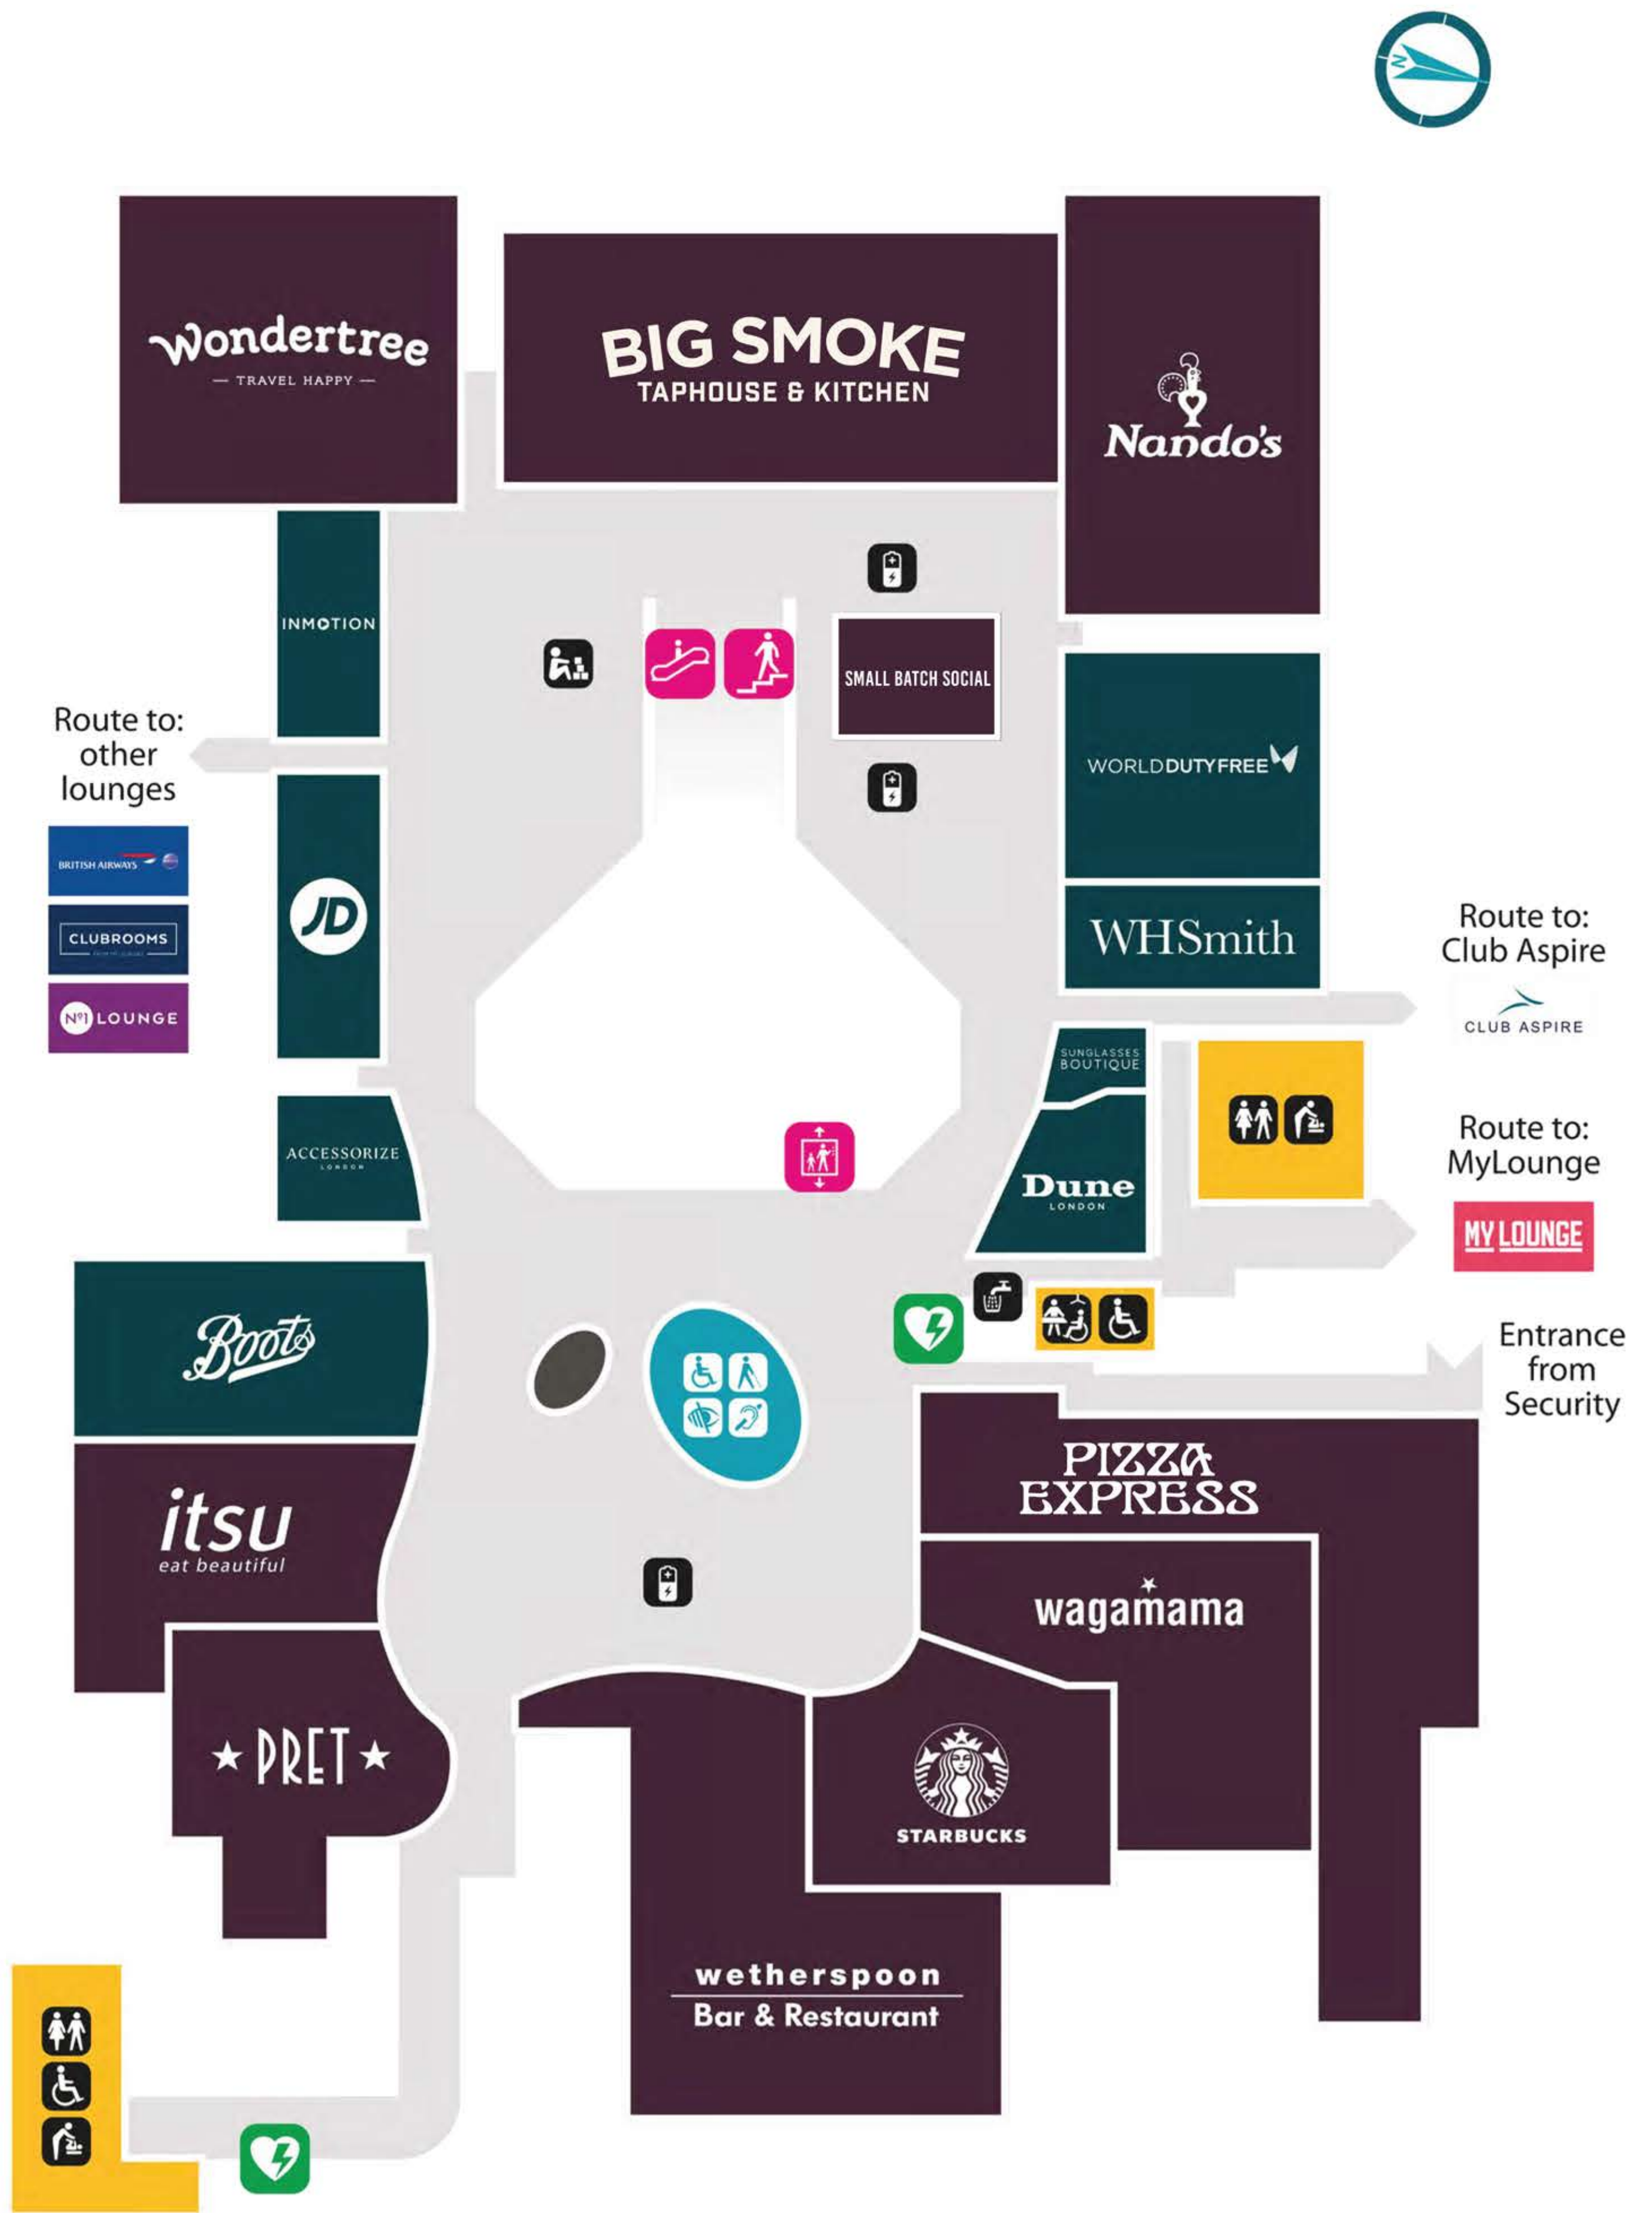 N
wondertree
— TRAVEL HAPPY —
BIG SMOKE
TAPHOUSE & KITCHEN
Nando's
INMOTION
SMALL BATCH SOCIAL
Route to:
other
lounges
BRITISH AIRWAYS
CLUBROOMS
Nº1 LOUNGE
JD
WORLDDUTYFREE
WHSmith
Route to:
Club Aspire
CLUB ASPIRE
SUNGLASSES
BOUTIQUE
ACCESSORIZE
LONDON
Dune
LONDON
Route to:
MyLounge
MY LOUNGE
Boots
Entrance
from
Security
itsu
eat beautiful
PIZZA
EXPRESS
wagamama
★ PRET ★
STARBUCKS
wetherspoon
Bar & Restaurant